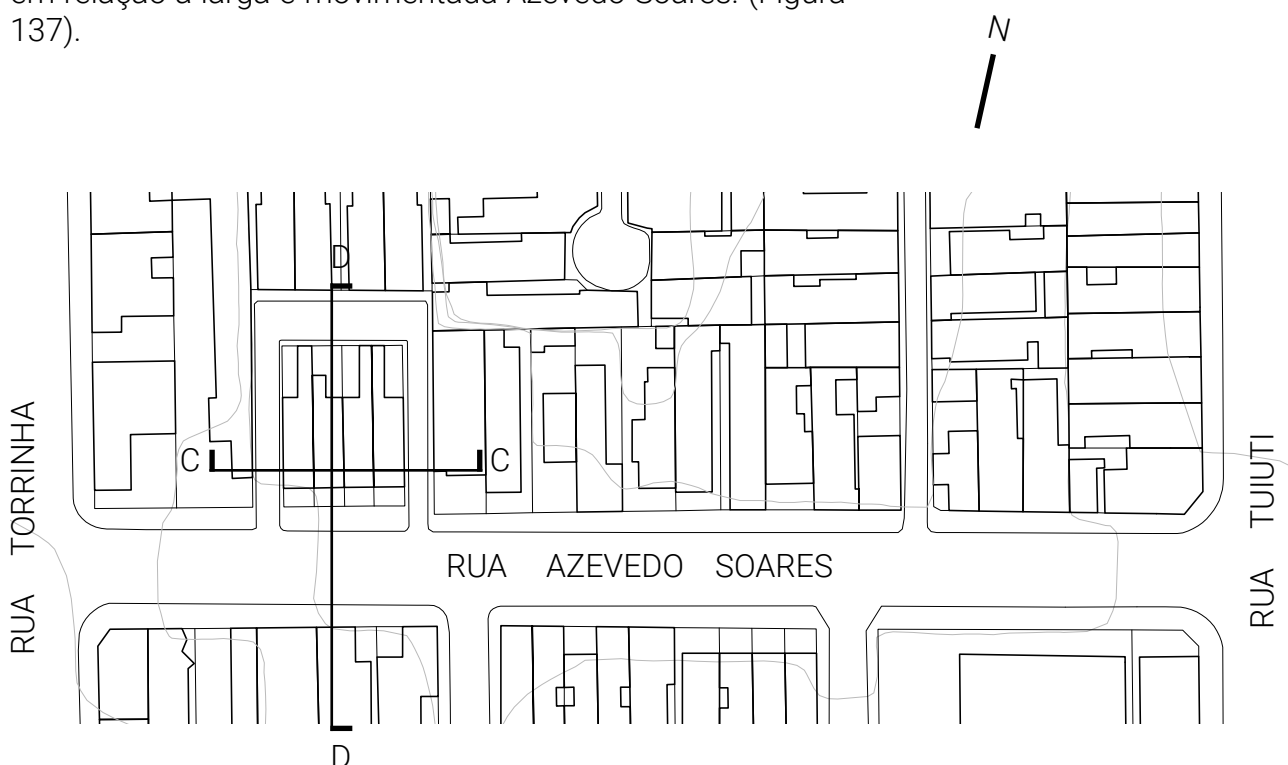 em relação à larga e movimentada Azevedo Soares. (Figura
137).
N
D
C
C
RUA TORRINHA
RUA AZEVEDO SOARES
RUA TUIUTI
D